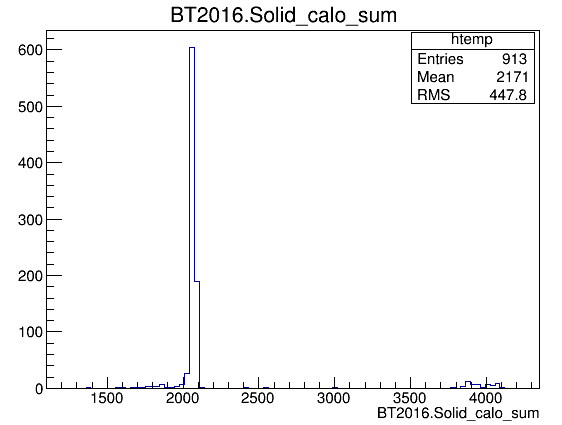 BT2016.Solid_calo_sum
htemp
Entries 913
Mean 2171
RMS 447.8
600
500
400
300
200
100
0
1500 2000 2500 3000 3500 4000
BT2016.Solid_calo_sum